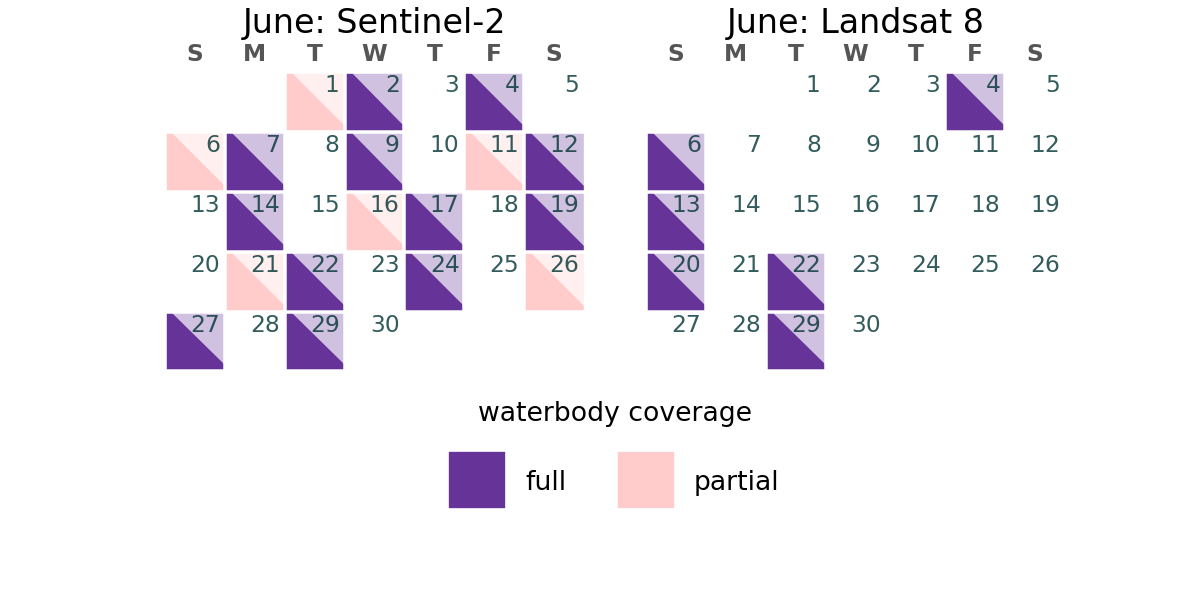 June: Sentinel-2
S M T W T F S
1 2 3 4 5
6 7 8 9 10 11 12
13 14 15 16 17 18 19
20 21 22 23 24 25 26
27 28 29 30
June: Landsat 8
S M T W T F S
1 2 3 4 5
6 7 8 9 10 11 12
13 14 15 16 17 18 19
20 21 22 23 24 25 26
27 28 29 30
waterbody coverage
full
partial